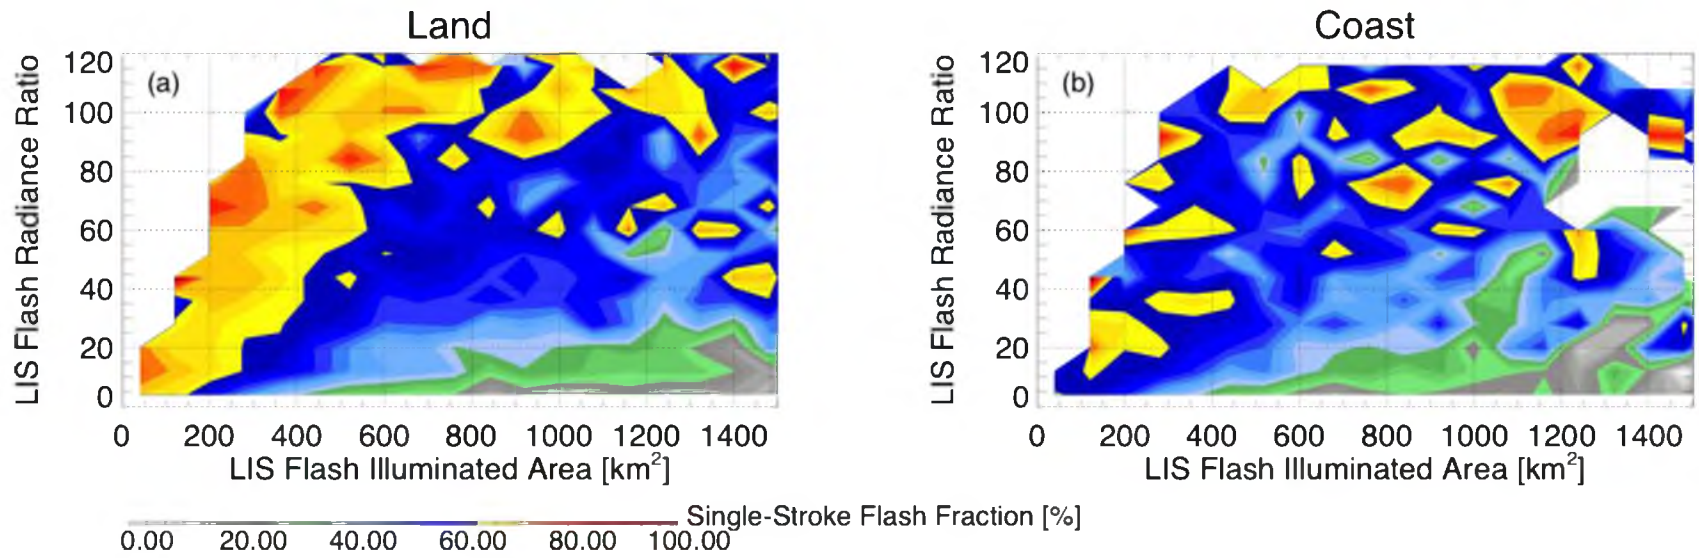 Land
Coast
LIS Flash Radiance Ratio
120
100
80
60
40
20
0
(a)
0 200 400 600 800 1000 1200 1400
LIS Flash Illuminated Area [km²]
LIS Flash Radiance Ratio
120
100
80
60
40
20
0
(b)
0 200 400 600 800 1000 1200 1400
LIS Flash Illuminated Area [km²]
Single-Stroke Flash Fraction [%]
0.00 20.00 40.00 60.00 80.00 100.00